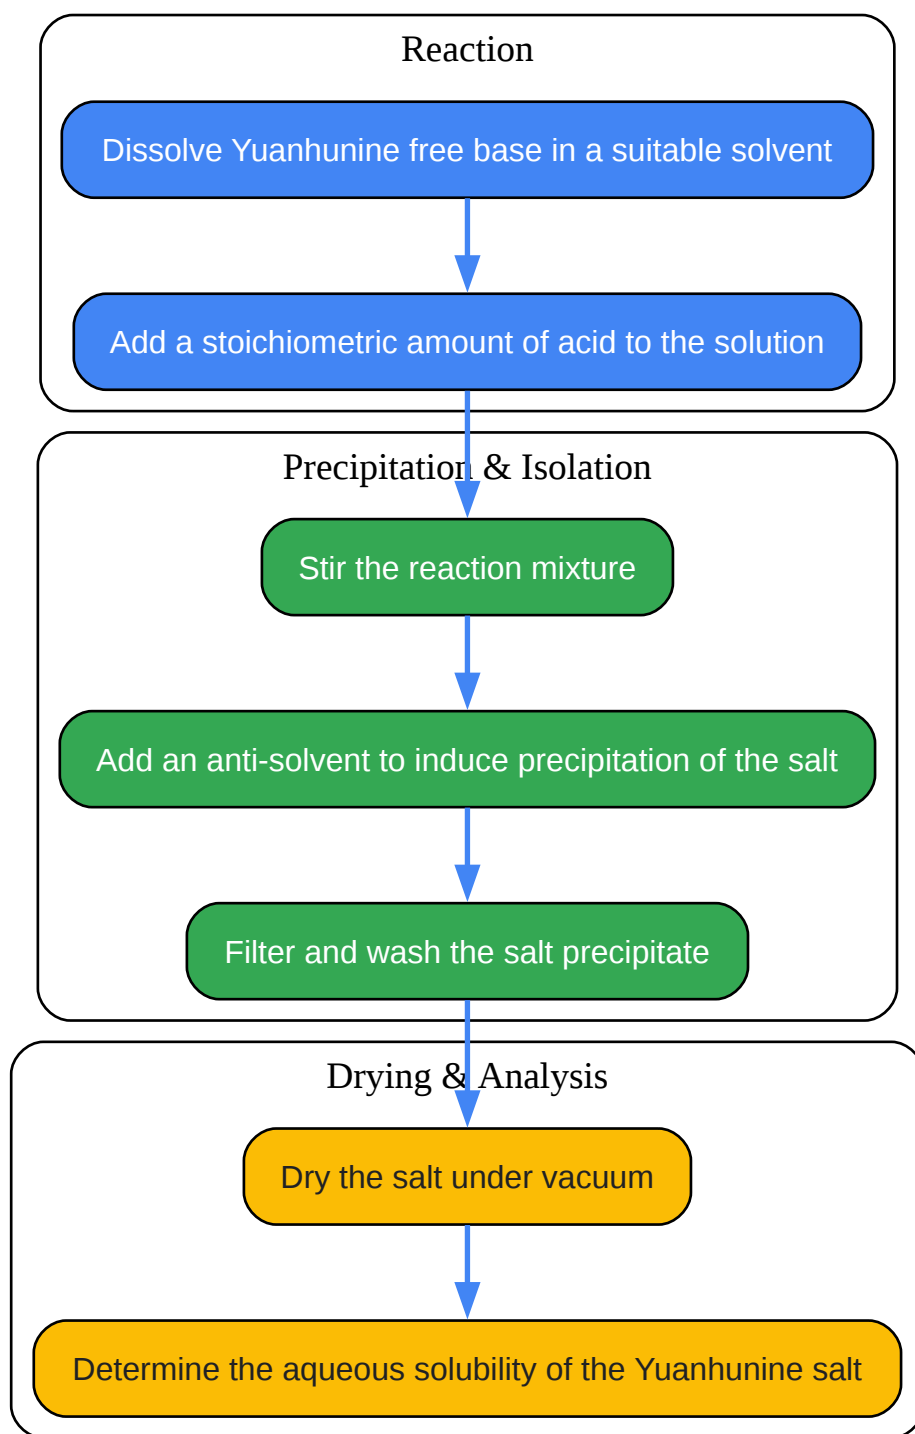 Reaction
Dissolve Yuanhunine free base in a suitable solvent
Add a stoichiometric amount of acid to the solution
Precipitation & Isolation
Stir the reaction mixture
Add an anti-solvent to induce precipitation of the salt
Filter and wash the salt precipitate
Drying & Analysis
Dry the salt under vacuum
Determine the aqueous solubility of the Yuanhunine salt